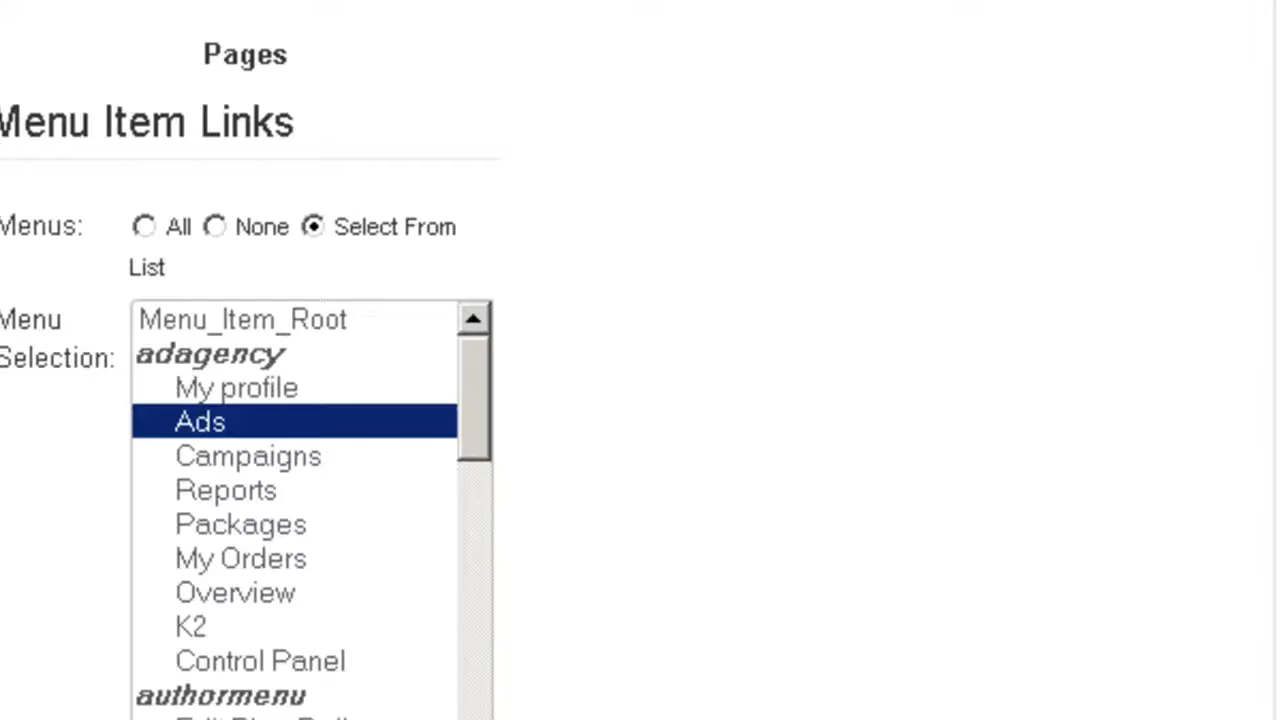 Pages
Menu Item Links
Menus: All None Select From
List
Menu
Selection:
Menu_Item_Root
adagency
My profile
Ads
Campaigns
Reports
Packages
My Orders
Overview
K2
Control Panel
authormenu